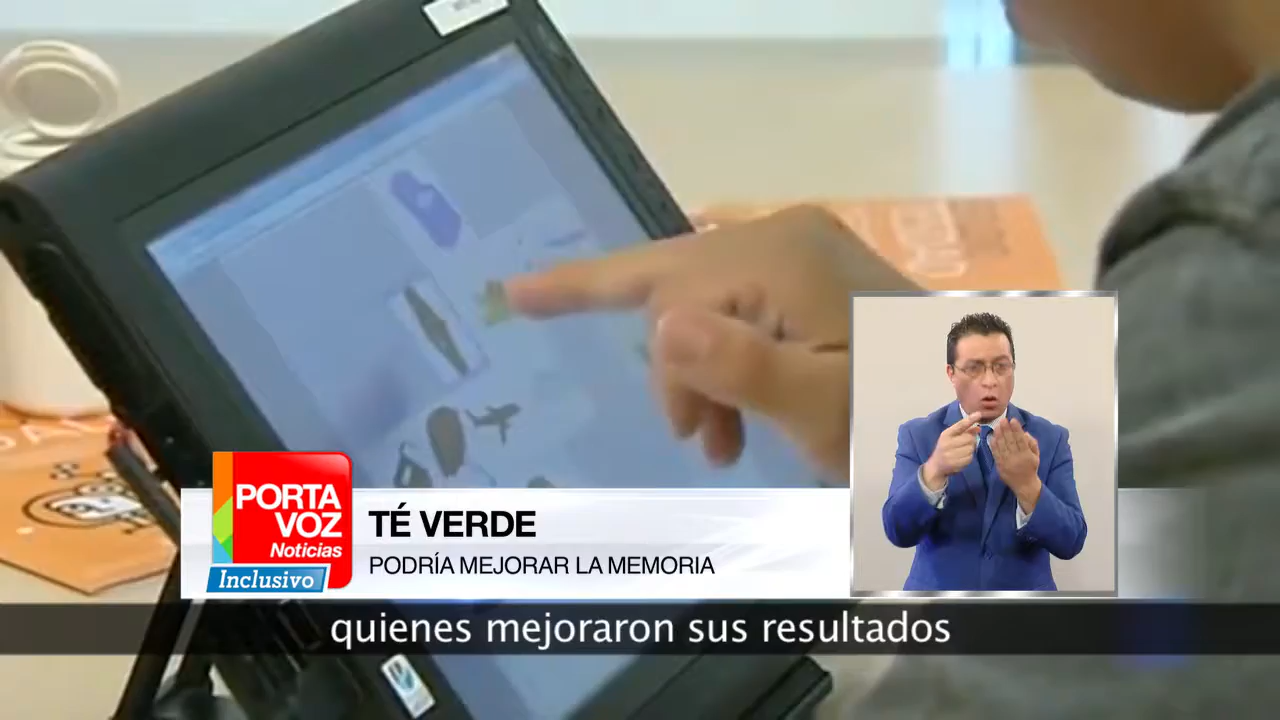 PORTA
VOZ
Noticias
Inclusivo
TÉ VERDE
PODRÍA MEJORAR LA MEMORIA
quienes mejoraron sus resultados